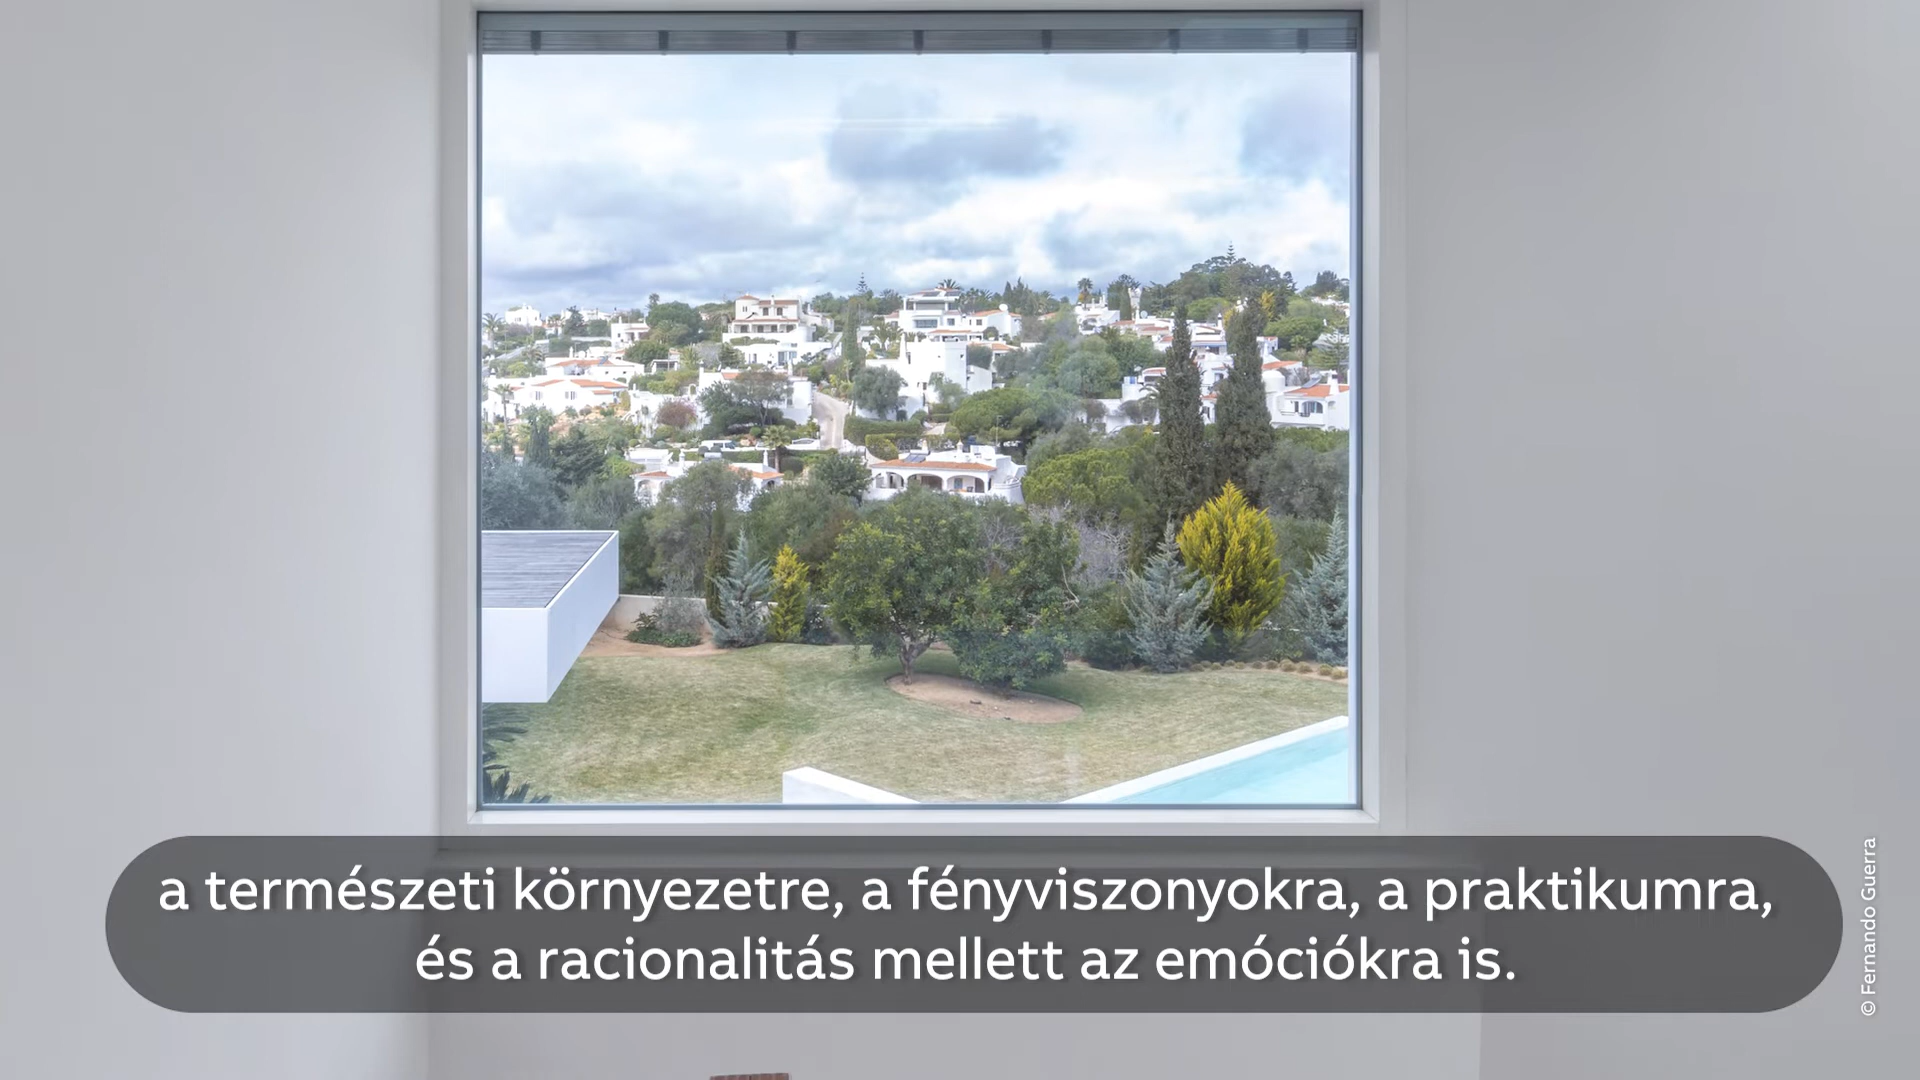 a természeti környezetre, a fényviszonyokra, a praktikumra,
és a racionalitás mellett az emóciókra is.
© Fernando Guerra